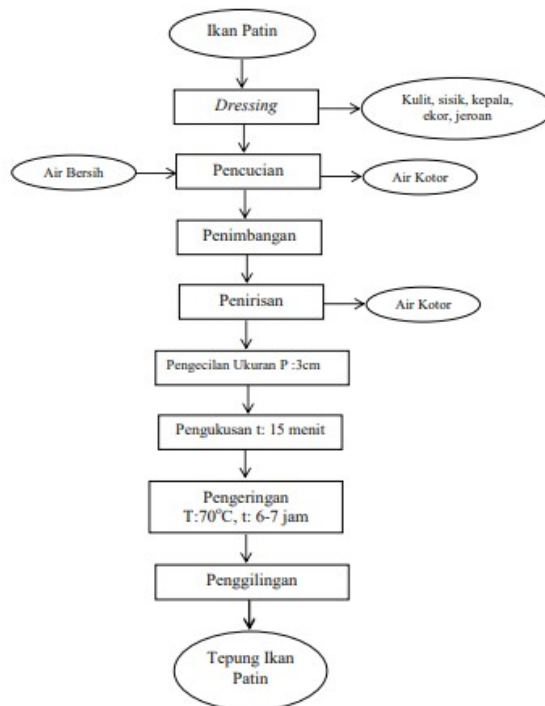 Ikan Patin
Dressing
Kulit, sisik, kepala,
ekor, jeroan
Air Bersih
Pencucian
Air Kotor
Penimbangan
Penirisan
Air Kotor
Pengecilan Ukuran P :3cm
Pengukusan t: 15 menit
Pengeringan
T:70°C, t: 6-7 jam
Penggilingan
Tepung Ikan
Patin